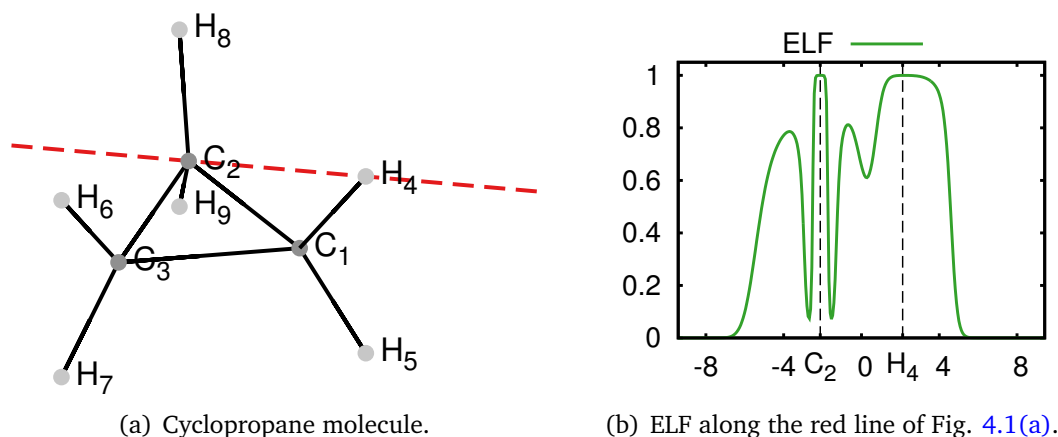 H8
C2
H4
H6
H9
C1
C3
H5
H7
(a) Cyclopropane molecule.
ELF
1
0.8
0.6
0.4
0.2
0
-8 -4 C2 0 H4 4 8
(b) ELF along the red line of Fig. 4.1(a).